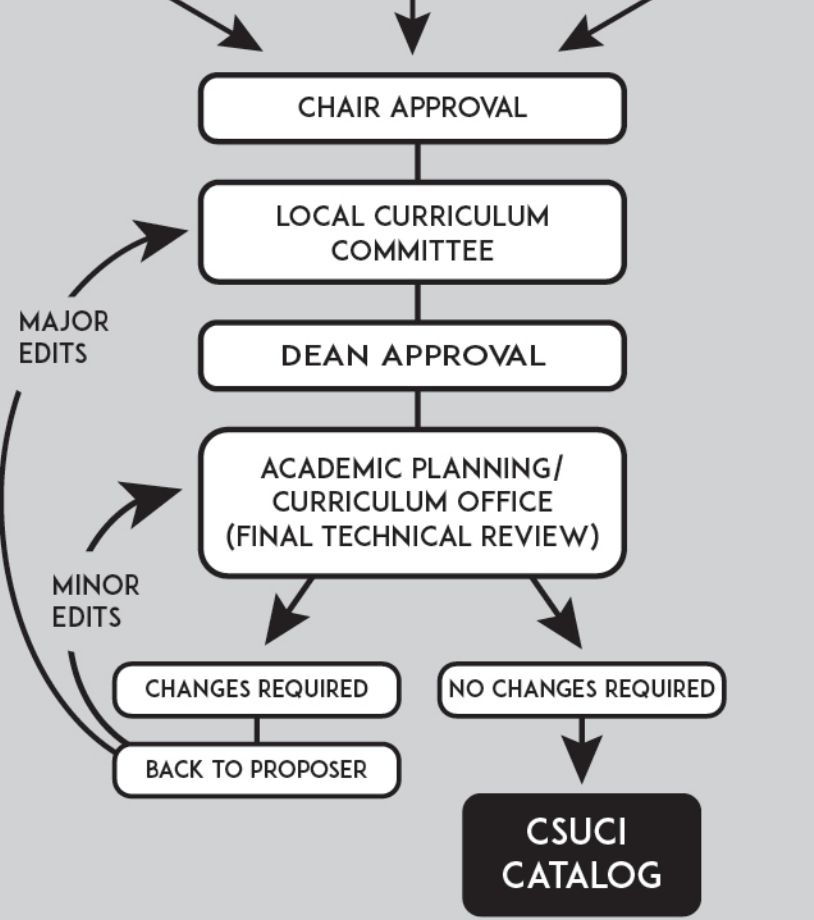 CHAIR APPROVAL
LOCAL CURRICULUM
COMMITTEE
MAJOR
EDITS
DEAN APPROVAL
ACADEMIC PLANNING/
CURRICULUM OFFICE
(FINAL TECHNICAL REVIEW)
MINOR
EDITS
CHANGES REQUIRED
NO CHANGES REQUIRED
BACK TO PROPOSER
CSUCI
CATALOG